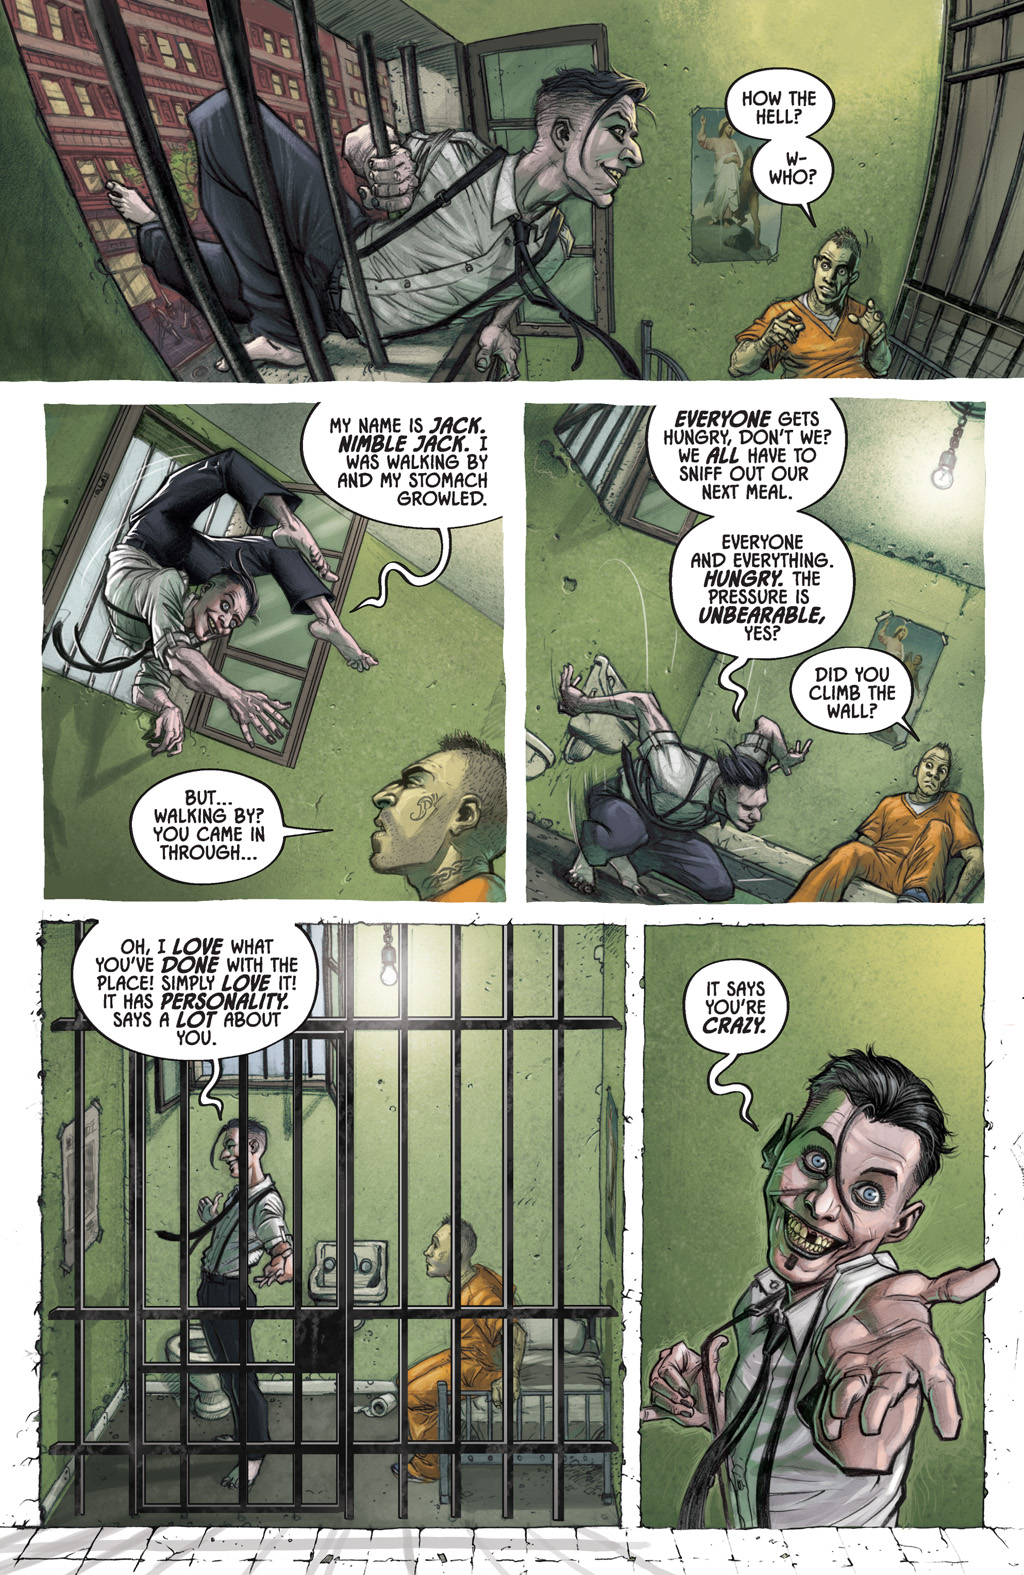 HOW THE
HELL?
W-
WHO?
MY NAME IS JACK.
NIMBLE JACK. I
WAS WALKING BY
AND MY STOMACH
GROWLED.
BUT...
WALKING BY?
YOU CAME IN
THROUGH...
EVERYONE GETS
HUNGRY, DON'T WE?
WE ALL HAVE TO
SNIFF OUT OUR
NEXT MEAL.
EVERYONE
AND EVERYTHING.
HUNGRY. THE
PRESSURE IS
UNBEARABLE,
YES?
DID YOU
CLIMB THE
WALL?
OH, I LOVE WHAT
YOU'VE DONE WITH THE
PLACE! SIMPLY LOVE IT!
IT HAS PERSONALITY.
SAYS A LOT ABOUT
YOU.
IT SAYS
YOU'RE
CRAZY.